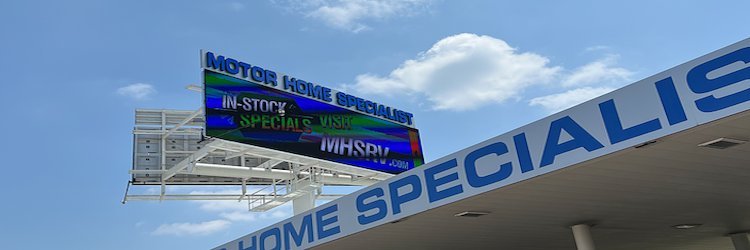 MOTOR HOME SPECIALIST
IN-STOCK
SPECIALS VISIT
MHSRV.COM
HOME SPECIALIS